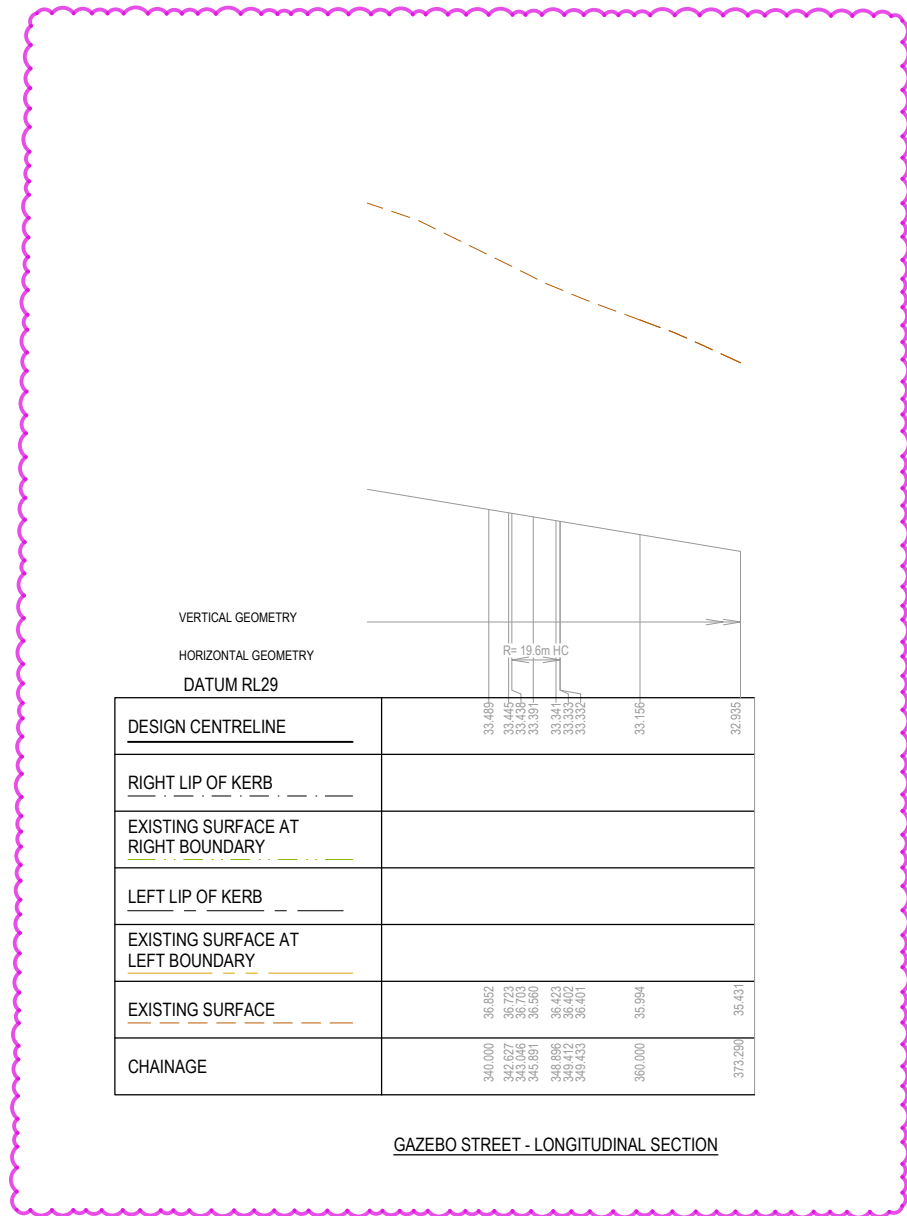 VERTICAL GEOMETRY
HORIZONTAL GEOMETRY
R= 19.6m HC
DATUM RL29
DESIGN CENTRELINE
33.489 33.445 33.438 33.391 33.341 33.333 33.332 33.156 32.935
RIGHT LIP OF KERB
EXISTING SURFACE AT
RIGHT BOUNDARY
LEFT LIP OF KERB
EXISTING SURFACE AT
LEFT BOUNDARY
EXISTING SURFACE
36.852 36.723 36.703 36.560 36.423 36.402 36.401 35.994 35.431
CHAINAGE
340.000 342.627 343.046 345.891 348.896 349.412 349.433 360.000 373.290
GAZEBO STREET - LONGITUDINAL SECTION